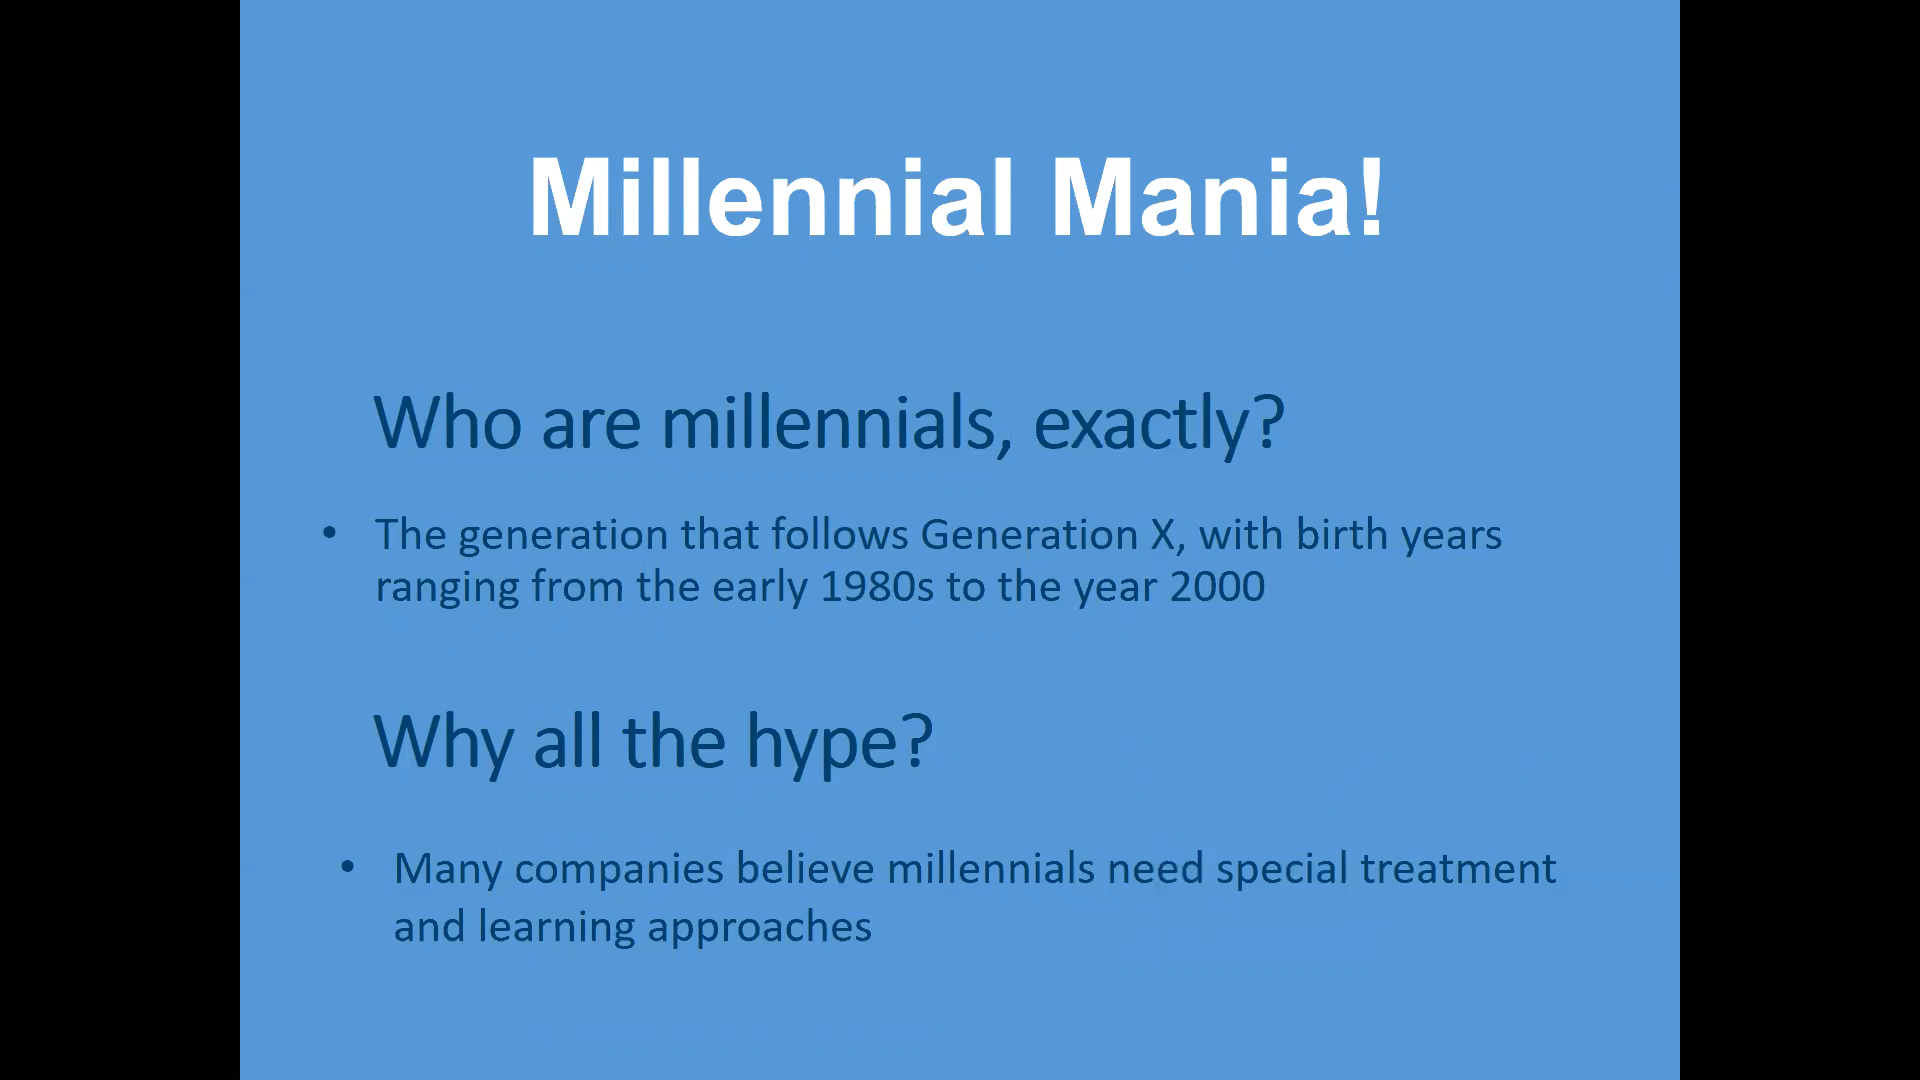 Millennial Mania!
Who are millennials, exactly?
• The generation that follows Generation X, with birth years
ranging from the early 1980s to the year 2000
Why all the hype?
• Many companies believe millennials need special treatment
and learning approaches